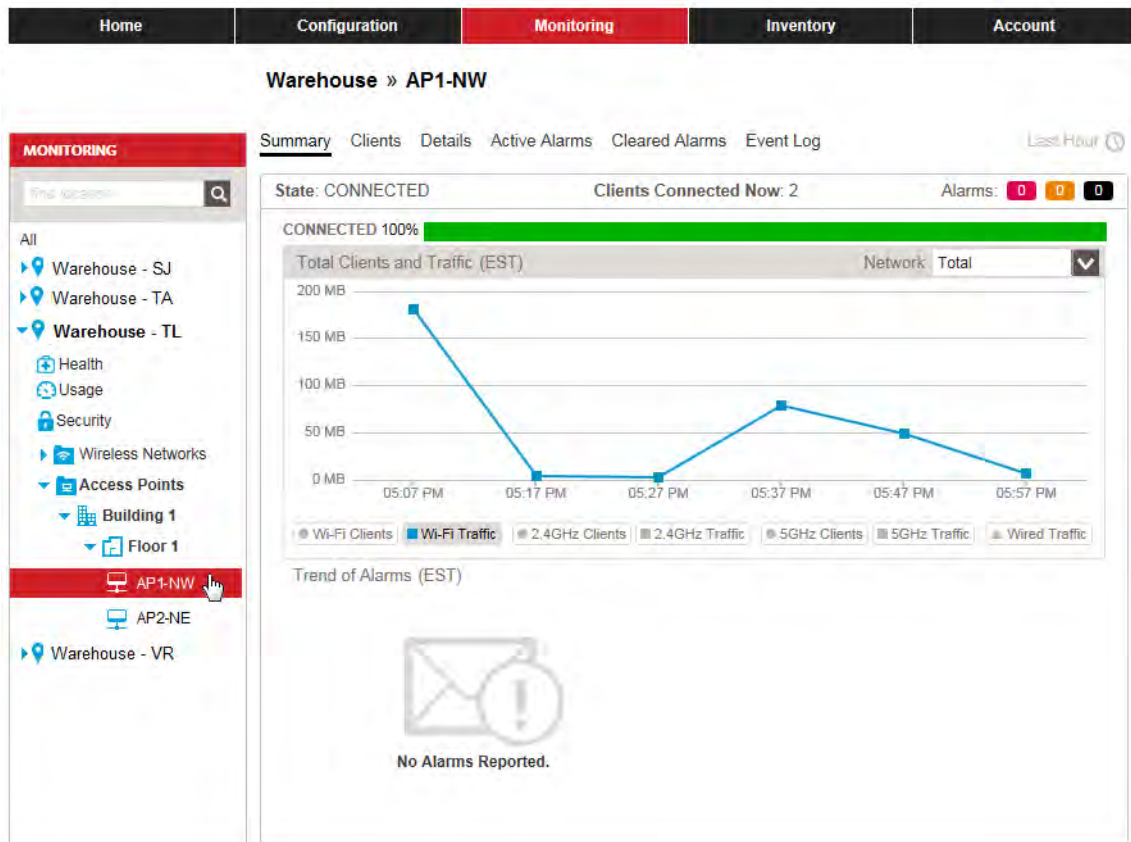 Home Configuration Monitoring Inventory Account
Warehouse » AP1-NW
MONITORING
find location
All
Warehouse - SJ
Warehouse - TA
Warehouse - TL
Health
Usage
Security
Wireless Networks
Access Points
Building 1
Floor 1
AP1-NW
AP2-NE
Warehouse - VR
Summary Clients Details Active Alarms Cleared Alarms Event Log Last Hour
State: CONNECTED Clients Connected Now: 2 Alarms: 0 0 0
CONNECTED 100%
Total Clients and Traffic (EST) Network Total
200 MB
150 MB
100 MB
50 MB
0 MB
05:07 PM 05:17 PM 05:27 PM 05:37 PM 05:47 PM 05:57 PM
Wi-Fi Clients Wi-Fi Traffic 2.4GHz Clients 2.4GHz Traffic 5GHz Clients 5GHz Traffic Wired Traffic
Trend of Alarms (EST)
No Alarms Reported.